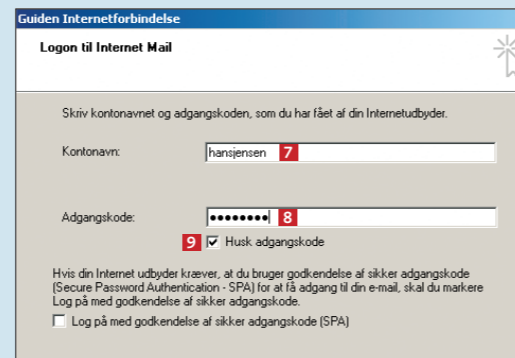 Guiden Internetforbindelse
Logon til Internet Mail
Skriv kontonavnet og adgangskoden, som du har fået af din Internetudbyder.
Kontonavn: hansjensen 7
Adgangskode: •••••••• 8
9 Husk adgangskode
Hvis din Internet udbyder kræver, at du bruger godkendelse af sikker adgangskode
(Secure Password Authentication - SPA) for at få adgang til din e-mail, skal du markere
Log på med godkendelse af sikker adgangskode.
Log på med godkendelse af sikker adgangskode (SPA)